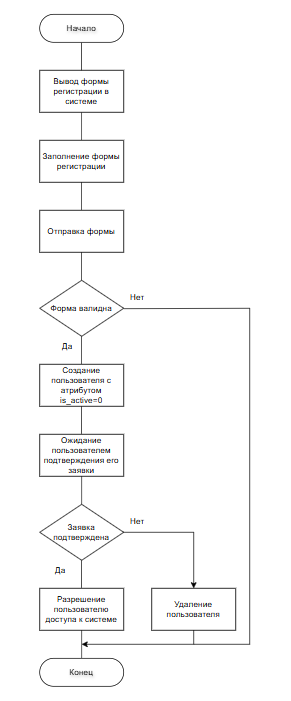 Начало
Вывод формы
регистрации в
системе
Заполнение формы
регистрации
Отправка формы
Форма валидна
Нет
Да
Создание
пользователя с
атрибутом
is_active=0
Ожидание
пользователем
подтверждения его
заявки
Заявка
подтверждена
Нет
Да
Разрешение
пользователю
доступа к системе
Удаление
пользователя
Конец